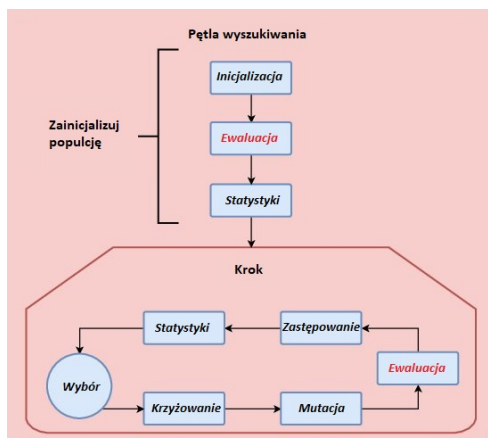 Pętla wyszukiwania
Inicjalizacja
Zainicjalizuj
populcję
Ewaluacja
Statystyki
Krok
Statystyki
Zastępowanie
Ewaluacja
Wybór
Krzyżowanie
Mutacja